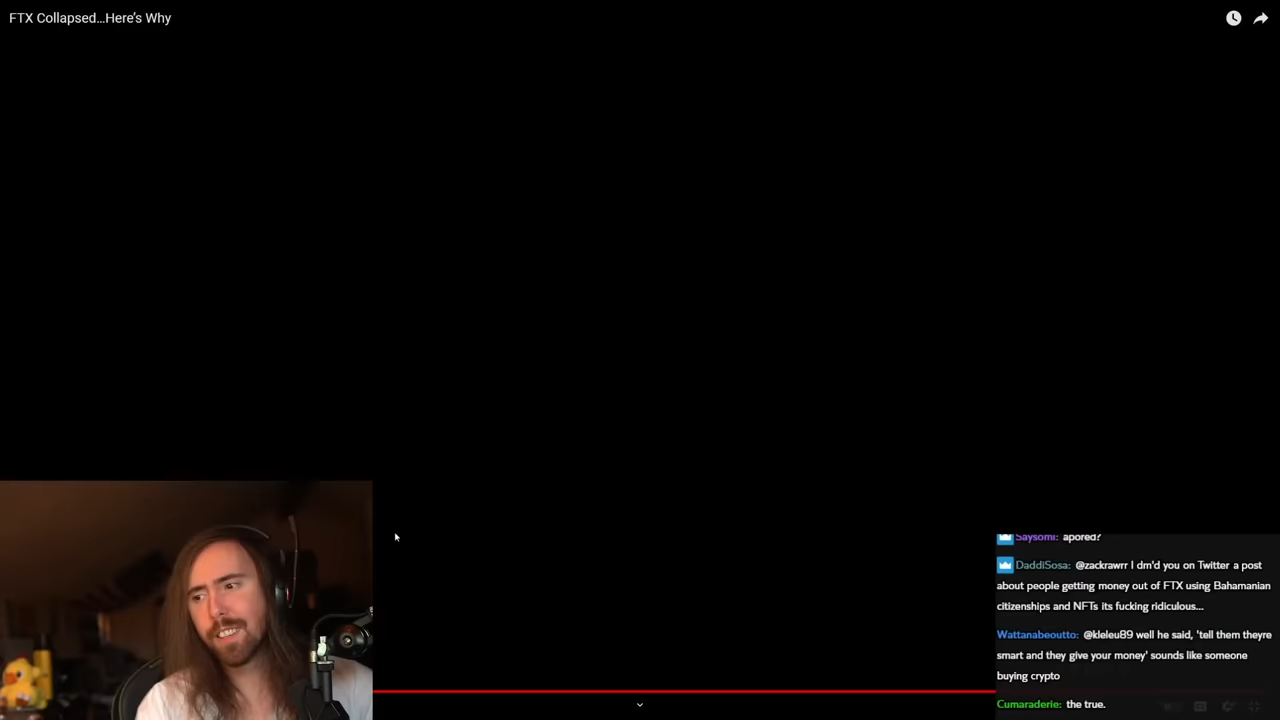 FTX Collapsed…Here's Why
Saysomi: apored?
DaddiSosa: @zackrawrr I dm'd you on Twitter a post
about people getting money out of FTX using Bahamanian
citizenships and NFTs its fucking ridiculous...
Wattanabeoutto: @kleleu89 well he said, 'tell them theyre
smart and they give your money' sounds like someone
buying crypto
Cumaraderie: the true.